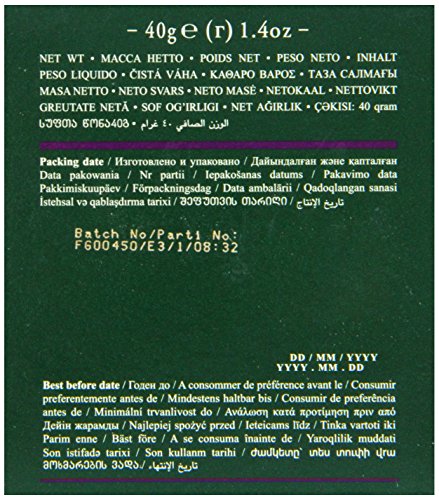 - 40g e (г) 1.4oz -
NET WT • МАССА НЕТТО • POIDS NET • PESO NETO • INHALT
PESO LIQUIDO • ČISTÁ VÁHA • ΚΑΘΑΡΟ ΒΑΡΟΣ • ТАЗА САЛМАҒЫ
MASA NETTO • NETO SVARS • NETO MASĖ • NETOKAAL • NETTOVIKT
GREUTATE NETĂ • SOF OG'IRLIGI • NET AĞIRLIK • ÇƏKISI: 40 qram
სუფთა წონა40გ • الوزن الصافي ٤٠ غرام
Packing date / Изготовлено и упаковано / Дайындалған және қапталған
Data pakowania / Nr partii / Iepakošanas datums / Pakavimo data
Pakkimiskuupäev / Förpackningsdag / Data ambalării / Qadoqlangan sanasi
İstehsal və qablaşdırma tarixi / შეფუთვის თარიღი / تاريخ الإنتاج
Batch No/Parti No:
F600450/E3/1/08:32
DD / MM / YYYY
YYYY . MM . DD
Best before date / Годен до / A consommer de préférence avant le / Consumir
preferentemente antes de / Mindestens haltbar bis / Consumir de preferência
antes de / Minimální trvanlivost do / Ανάλωση κατά προτίμηση πριν από
Дейін жарамды / Najlepiej spożyć przed / Ieteicams līdz / Tinka vartoti iki
Parim enne / Bäst före / A se consuma înainte de / Yaroqlilik muddati
Son istifadə tarixi / Son kullanım tarihi / Ժամկետը՝ տես տուփի վրա
მოხმარების ვადა / تاريخ الإنتهاء